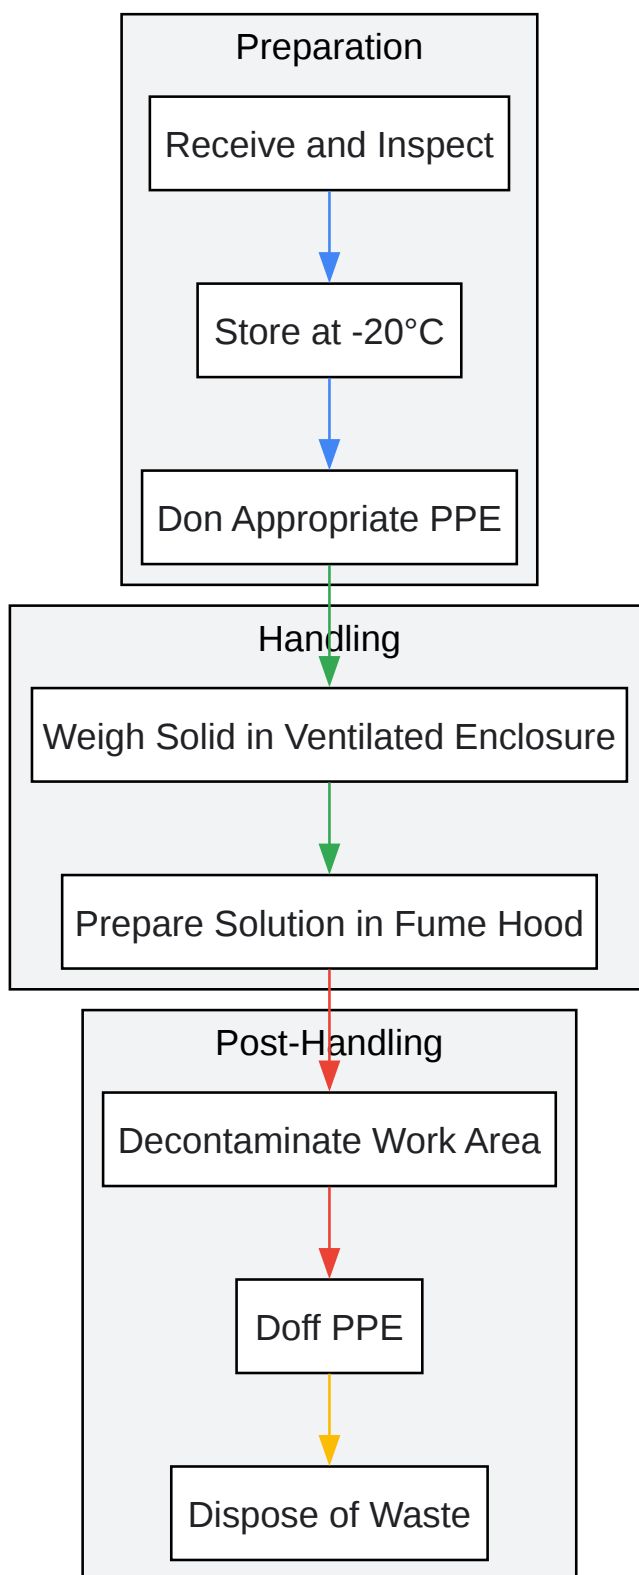 Preparation
Receive and Inspect
Store at -20°C
Don Appropriate PPE
Handling
Weigh Solid in Ventilated Enclosure
Prepare Solution in Fume Hood
Post-Handling
Decontaminate Work Area
Doff PPE
Dispose of Waste